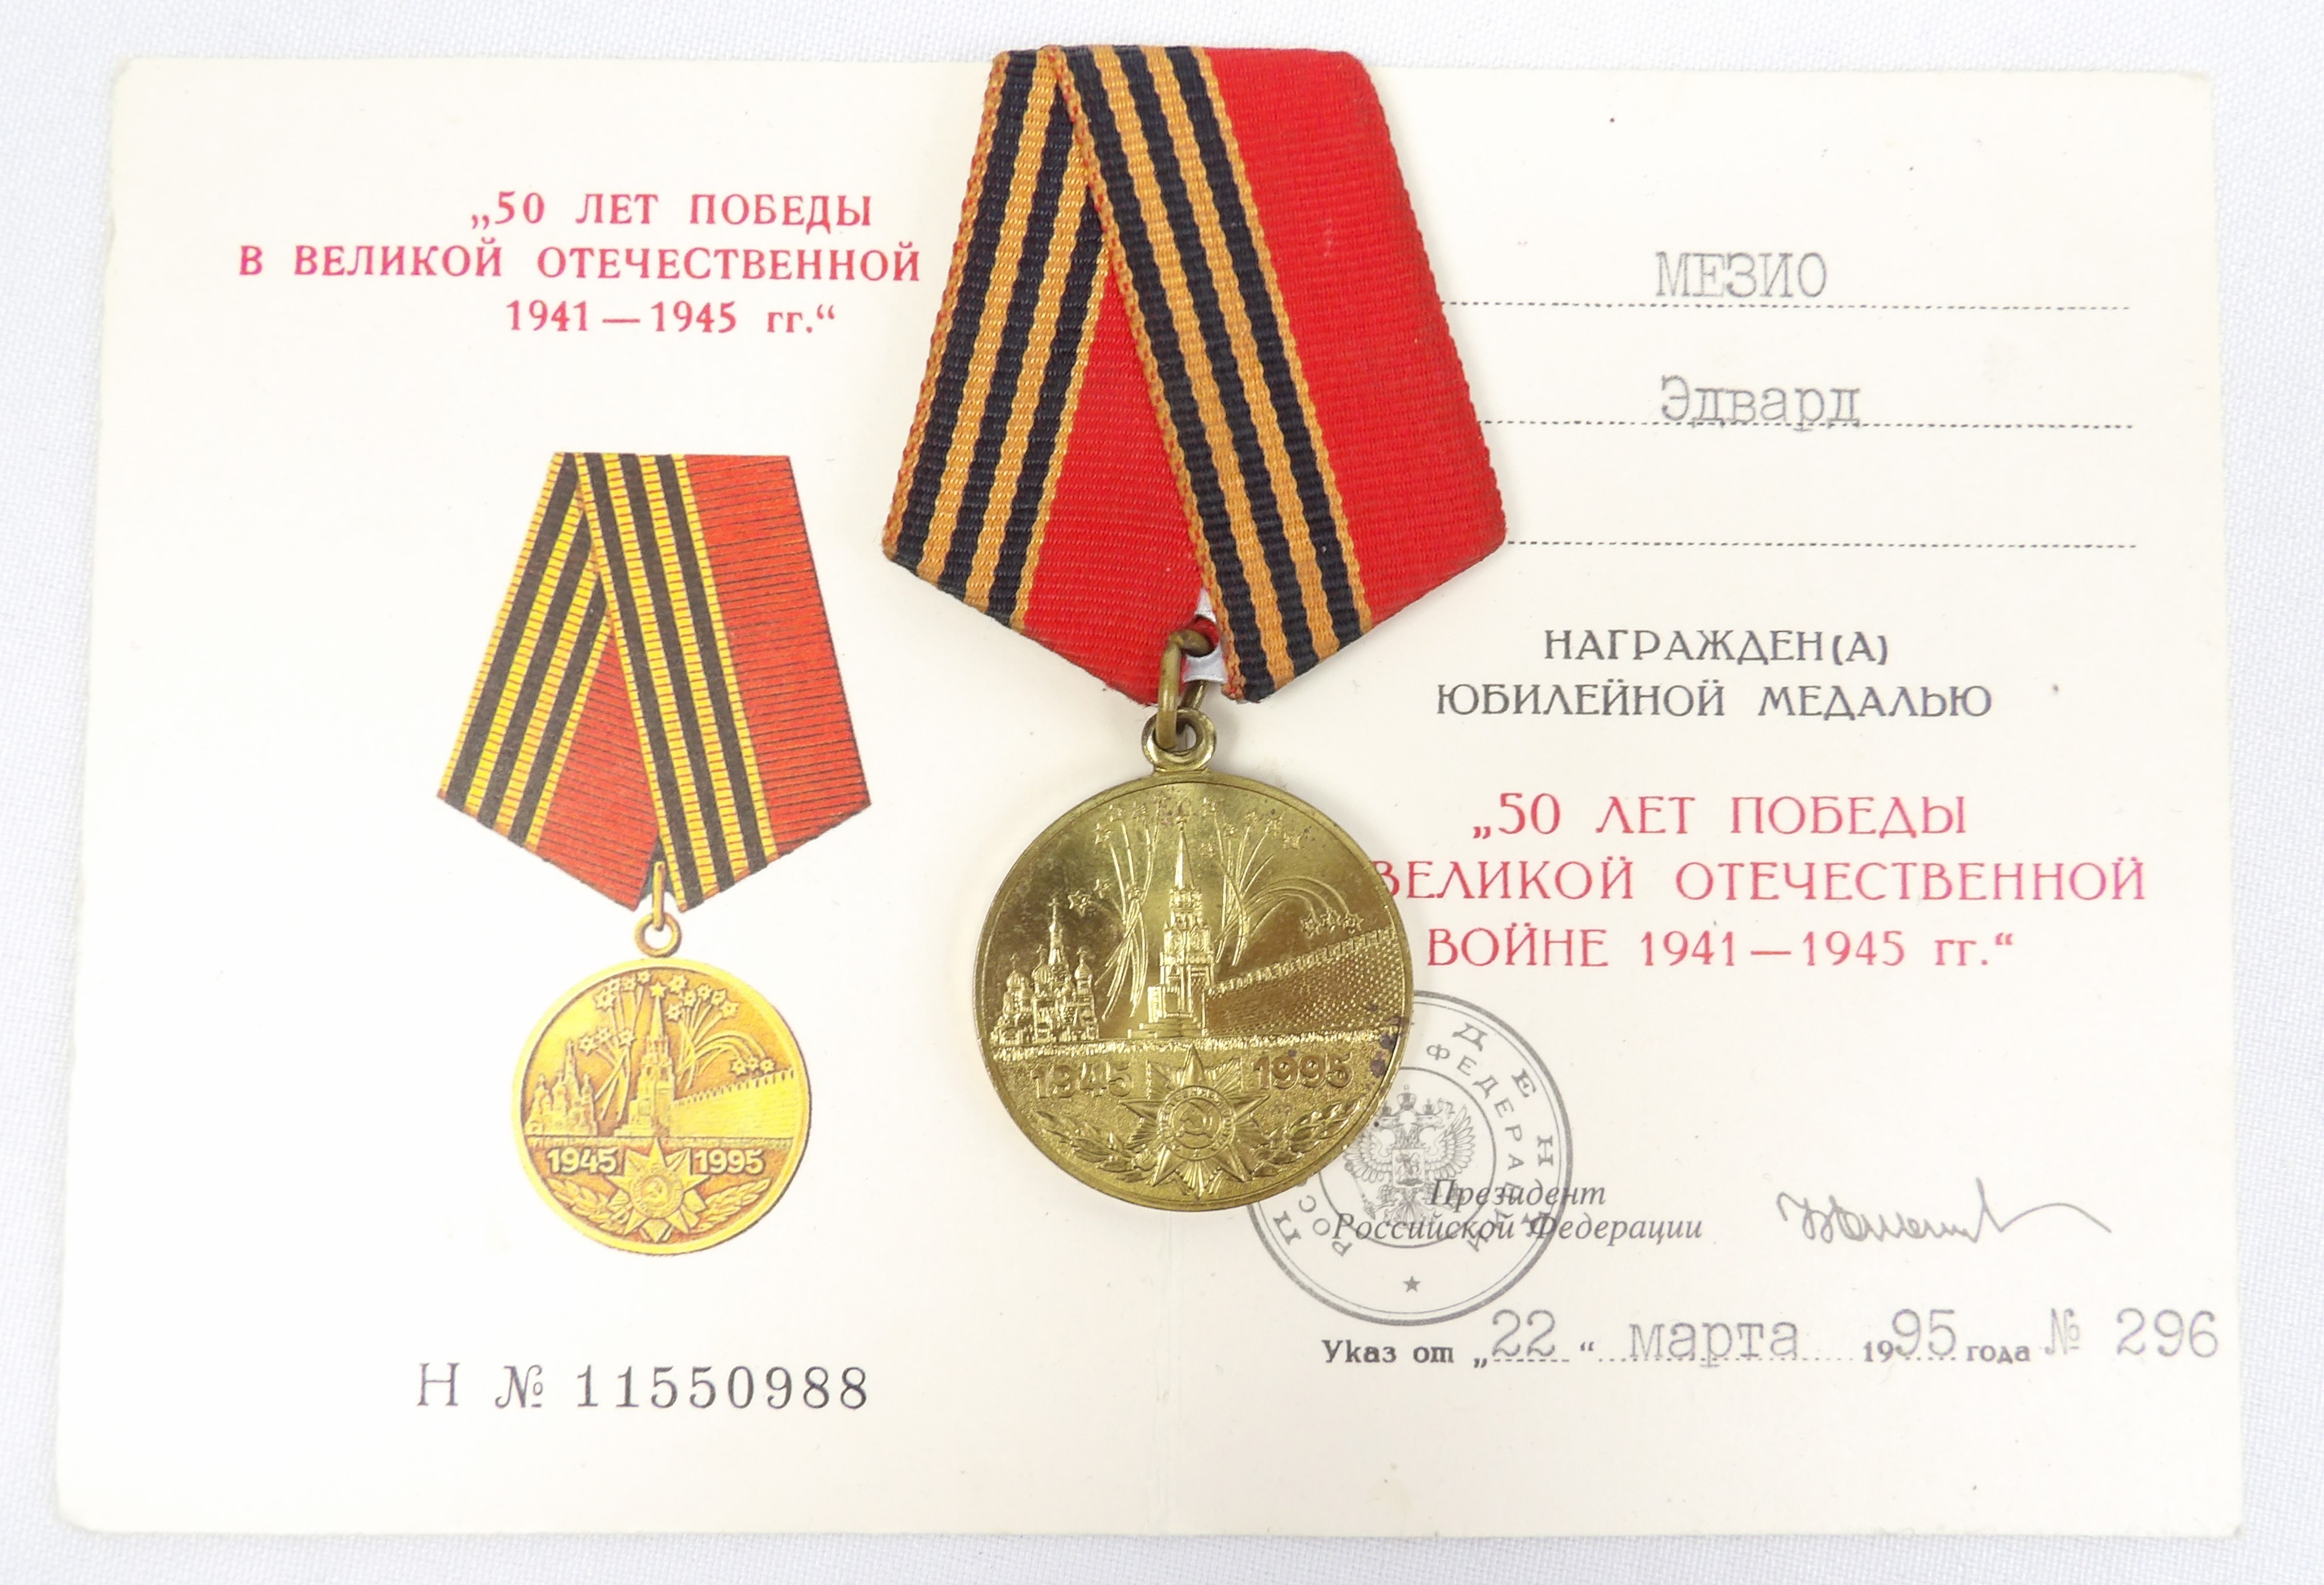 „50 ЛЕТ ПОБЕДЫ
В ВЕЛИКОЙ ОТЕЧЕСТВЕННОЙ
1941—1945 гг.“
1945 1995
Н № 11550988
1945 1995
МЕЗИО
Эдвард
НАГРАЖДЕН(А)
ЮБИЛЕЙНОЙ МЕДАЛЬЮ
„50 ЛЕТ ПОБЕДЫ
ВЕЛИКОЙ ОТЕЧЕСТВЕННОЙ
ВОЙНЕ 1941—1945 гг.“
Президент
Российской Федерации
Указ от „22“ марта 1995 года № 296